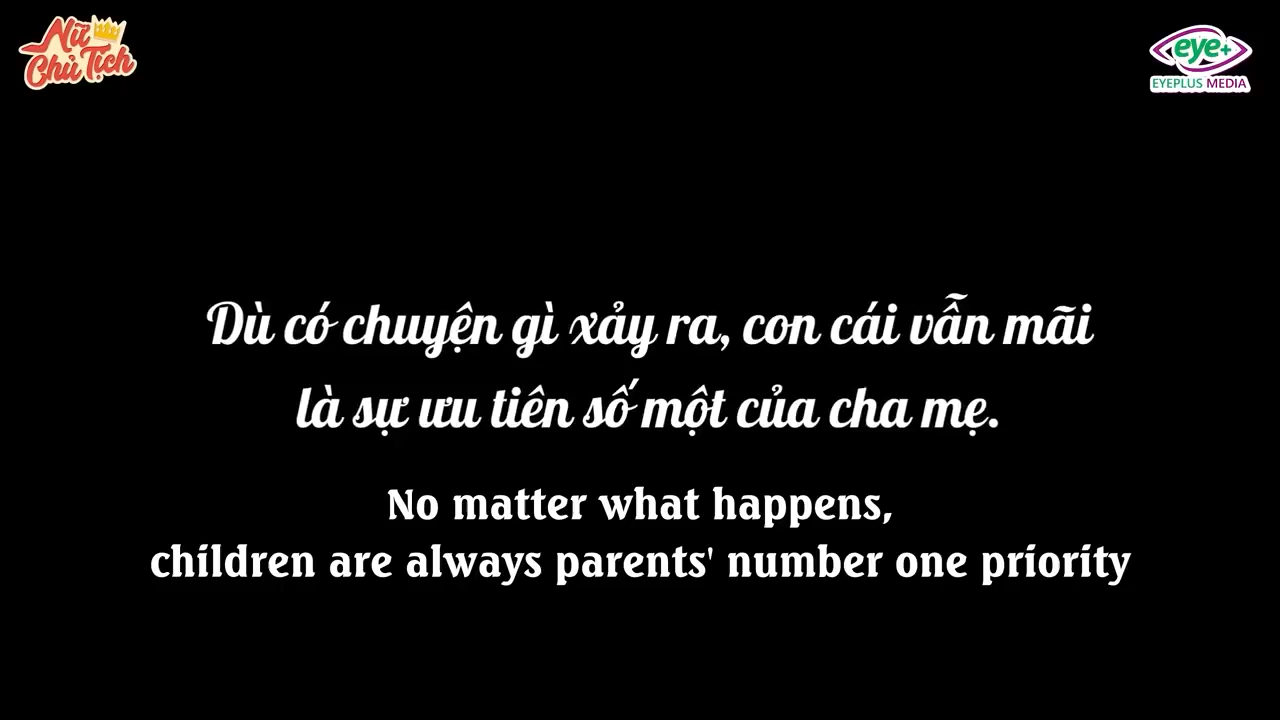 Nữ
Chủ Tịch
eye+
EYEPLUS MEDIA
Dù có chuyện gì xảy ra, con cái vẫn mãi
là sự ưu tiên số một của cha mẹ.
No matter what happens,
children are always parents' number one priority